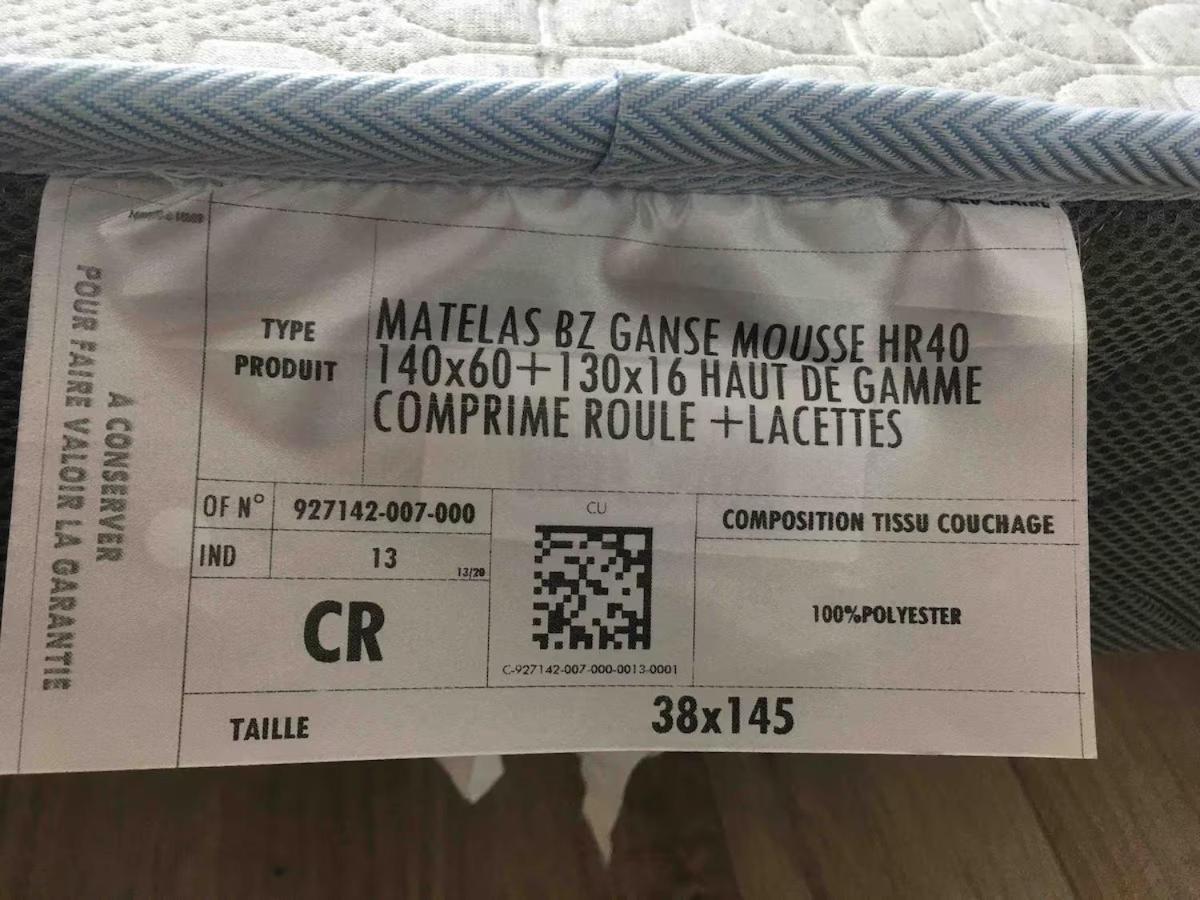 À CONSERVER
POUR FAIRE VALOIR LA GARANTIE
TYPE
PRODUIT
MATELAS BZ GANSE MOUSSE HR40
140x60+130x16 HAUT DE GAMME
COMPRIME ROULE +LACETTES
OF N° 927142-007-000
IND 13
13/20
CR
CU
C-927142-007-000-0013-0001
COMPOSITION TISSU COUCHAGE
100%POLYESTER
TAILLE 38x145